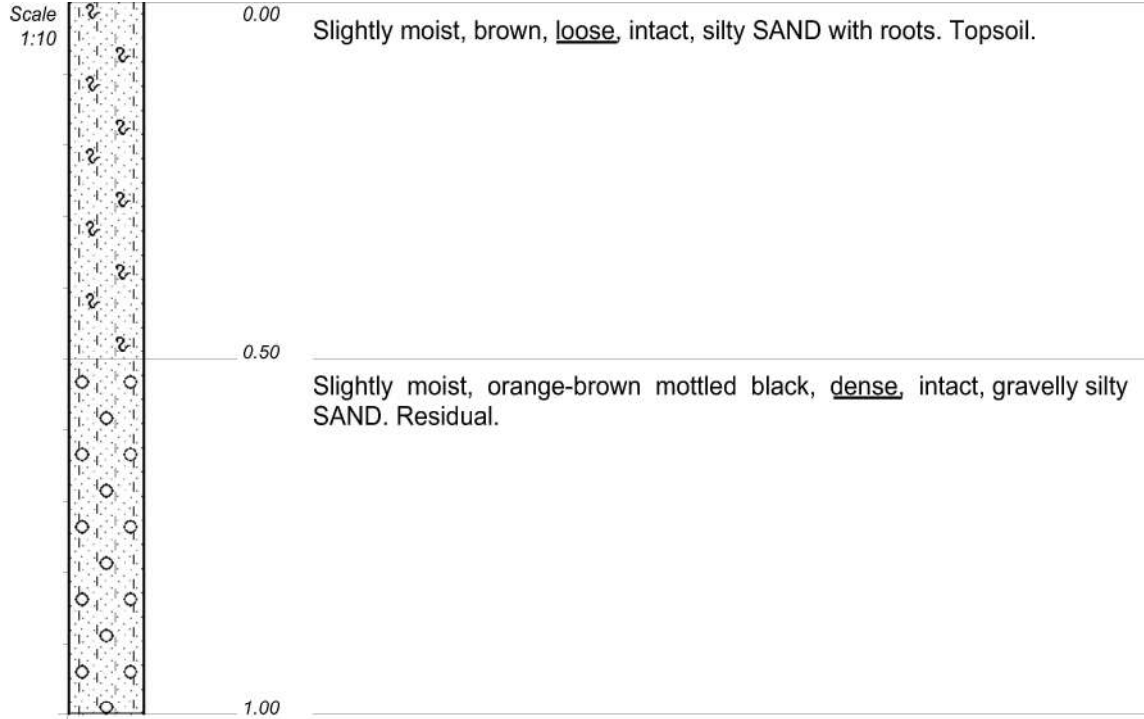 Scale
1:10
0.00
Slightly moist, brown, loose, intact, silty SAND with roots. Topsoil.
0.50
Slightly moist, orange-brown mottled black, dense, intact, gravelly silty
SAND. Residual.
1.00